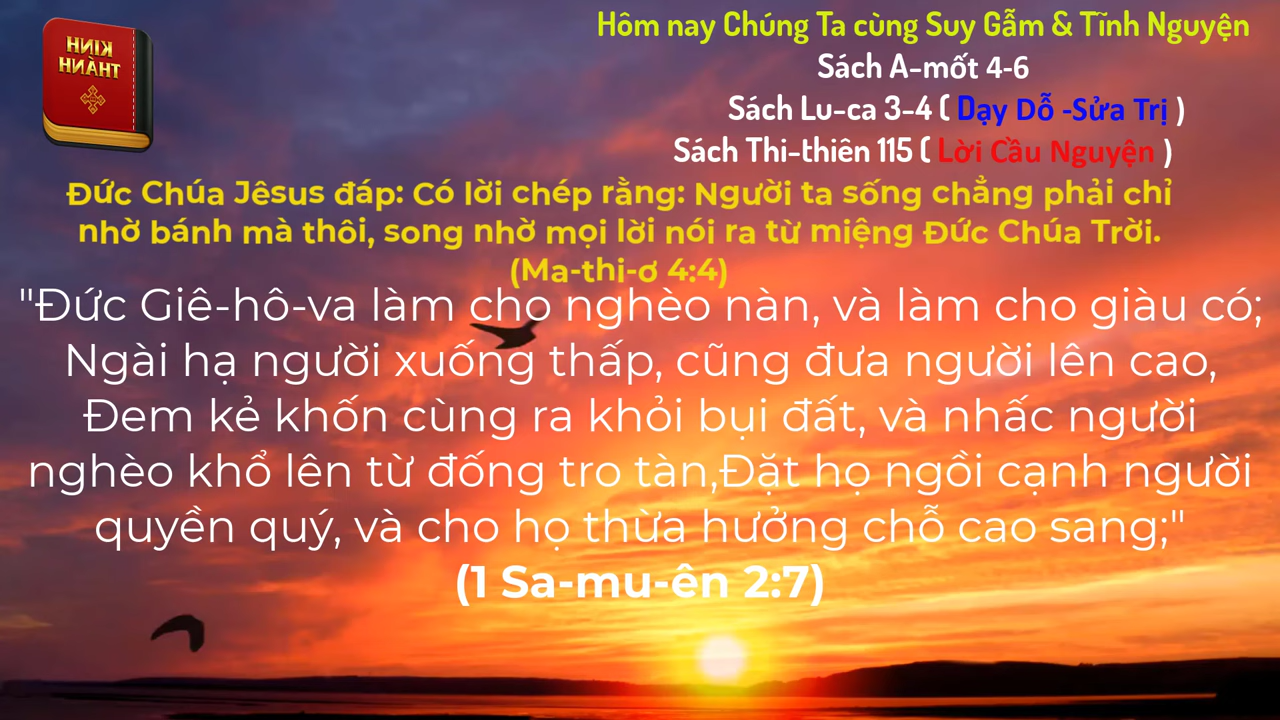 KINH
THÀNH
Hôm nay Chúng Ta cùng Suy Gẫm & Tĩnh Nguyện
Sách A-mốt 4-6
Sách Lu-ca 3-4 ( Dạy Dỗ -Sửa Trị )
Sách Thi-thiên 115 ( Lời Cầu Nguyện )
Đức Chúa Jêsus đáp: Có lời chép rằng: Người ta sống chẳng phải chỉ
nhờ bánh mà thôi, song nhờ mọi lời nói ra từ miệng Đức Chúa Trời.
(Ma-thi-ơ 4:4)
"Đức Giê-hô-va làm cho nghèo nàn, và làm cho giàu có;
Ngài hạ người xuống thấp, cũng đưa người lên cao,
Đem kẻ khốn cùng ra khỏi bụi đất, và nhấc người
nghèo khổ lên từ đống tro tàn,Đặt họ ngồi cạnh người
quyền quý, và cho họ thừa hưởng chỗ cao sang;"
(1 Sa-mu-ên 2:7)